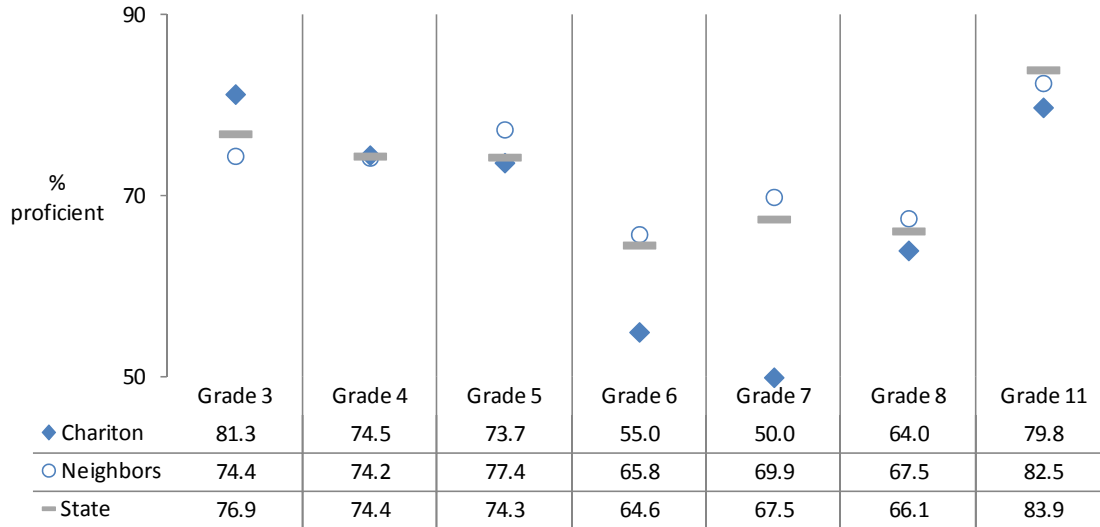 90
70
%
proficient
50
Grade 3 Grade 4 Grade 5 Grade 6 Grade 7 Grade 8 Grade 11
Chariton 81.3 74.5 73.7 55.0 50.0 64.0 79.8
Neighbors 74.4 74.2 77.4 65.8 69.9 67.5 82.5
State 76.9 74.4 74.3 64.6 67.5 66.1 83.9